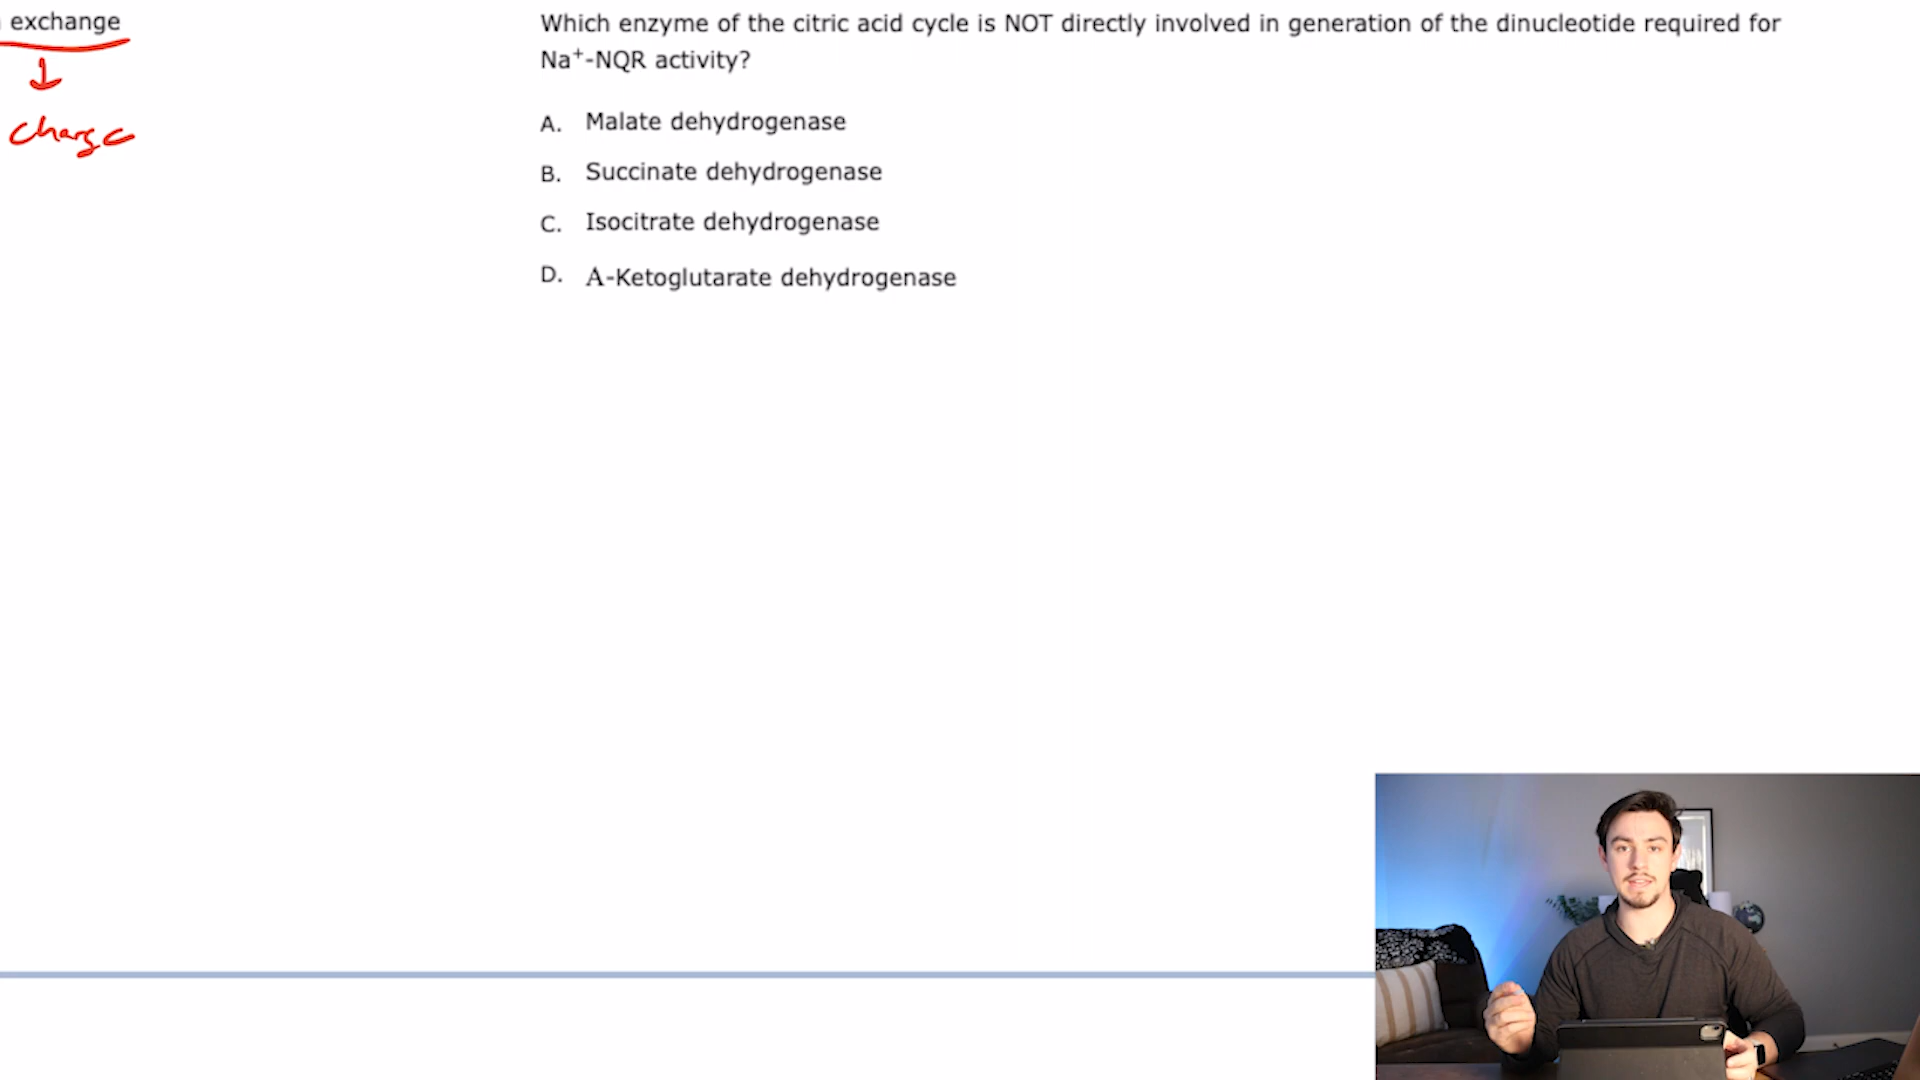 exchange
charge
Which enzyme of the citric acid cycle is NOT directly involved in generation of the dinucleotide required for
Na⁺-NQR activity?
A. Malate dehydrogenase
B. Succinate dehydrogenase
C. Isocitrate dehydrogenase
D. A-Ketoglutarate dehydrogenase